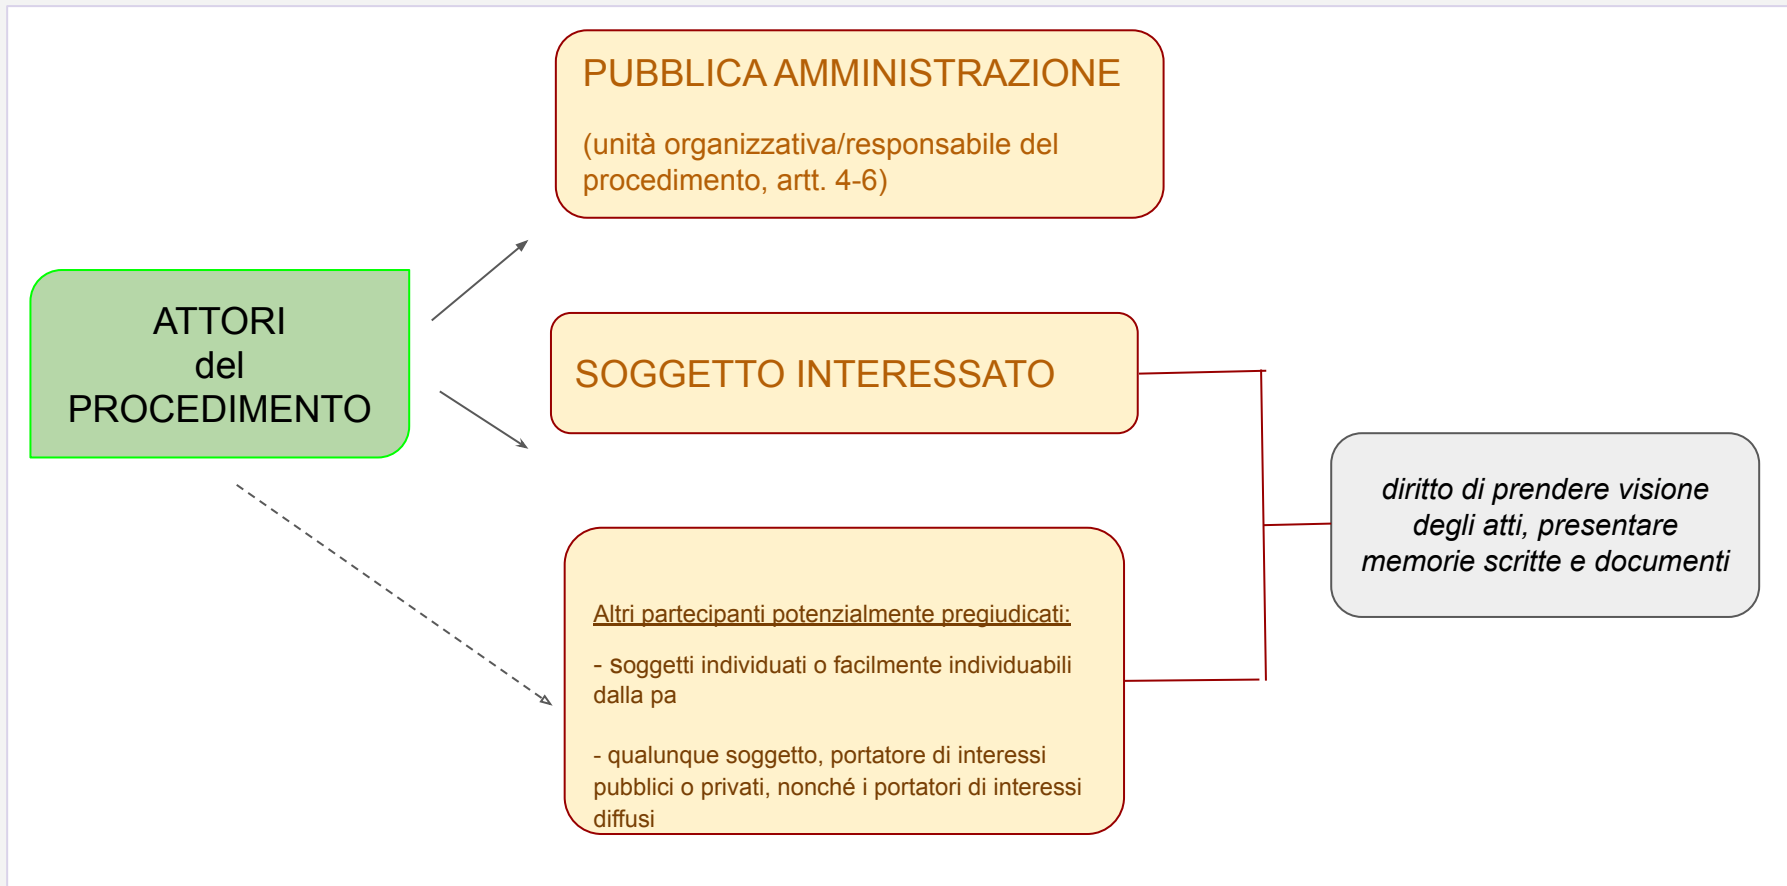 PUBBLICA AMMINISTRAZIONE
(unità organizzativa/responsabile del
procedimento, artt. 4-6)
ATTORI
del
PROCEDIMENTO
SOGGETTO INTERESSATO
diritto di prendere visione
degli atti, presentare
memorie scritte e documenti
Altri partecipanti potenzialmente pregiudicati:
- soggetti individuati o facilmente individuabili
dalla pa
- qualunque soggetto, portatore di interessi
pubblici o privati, nonché i portatori di interessi
diffusi